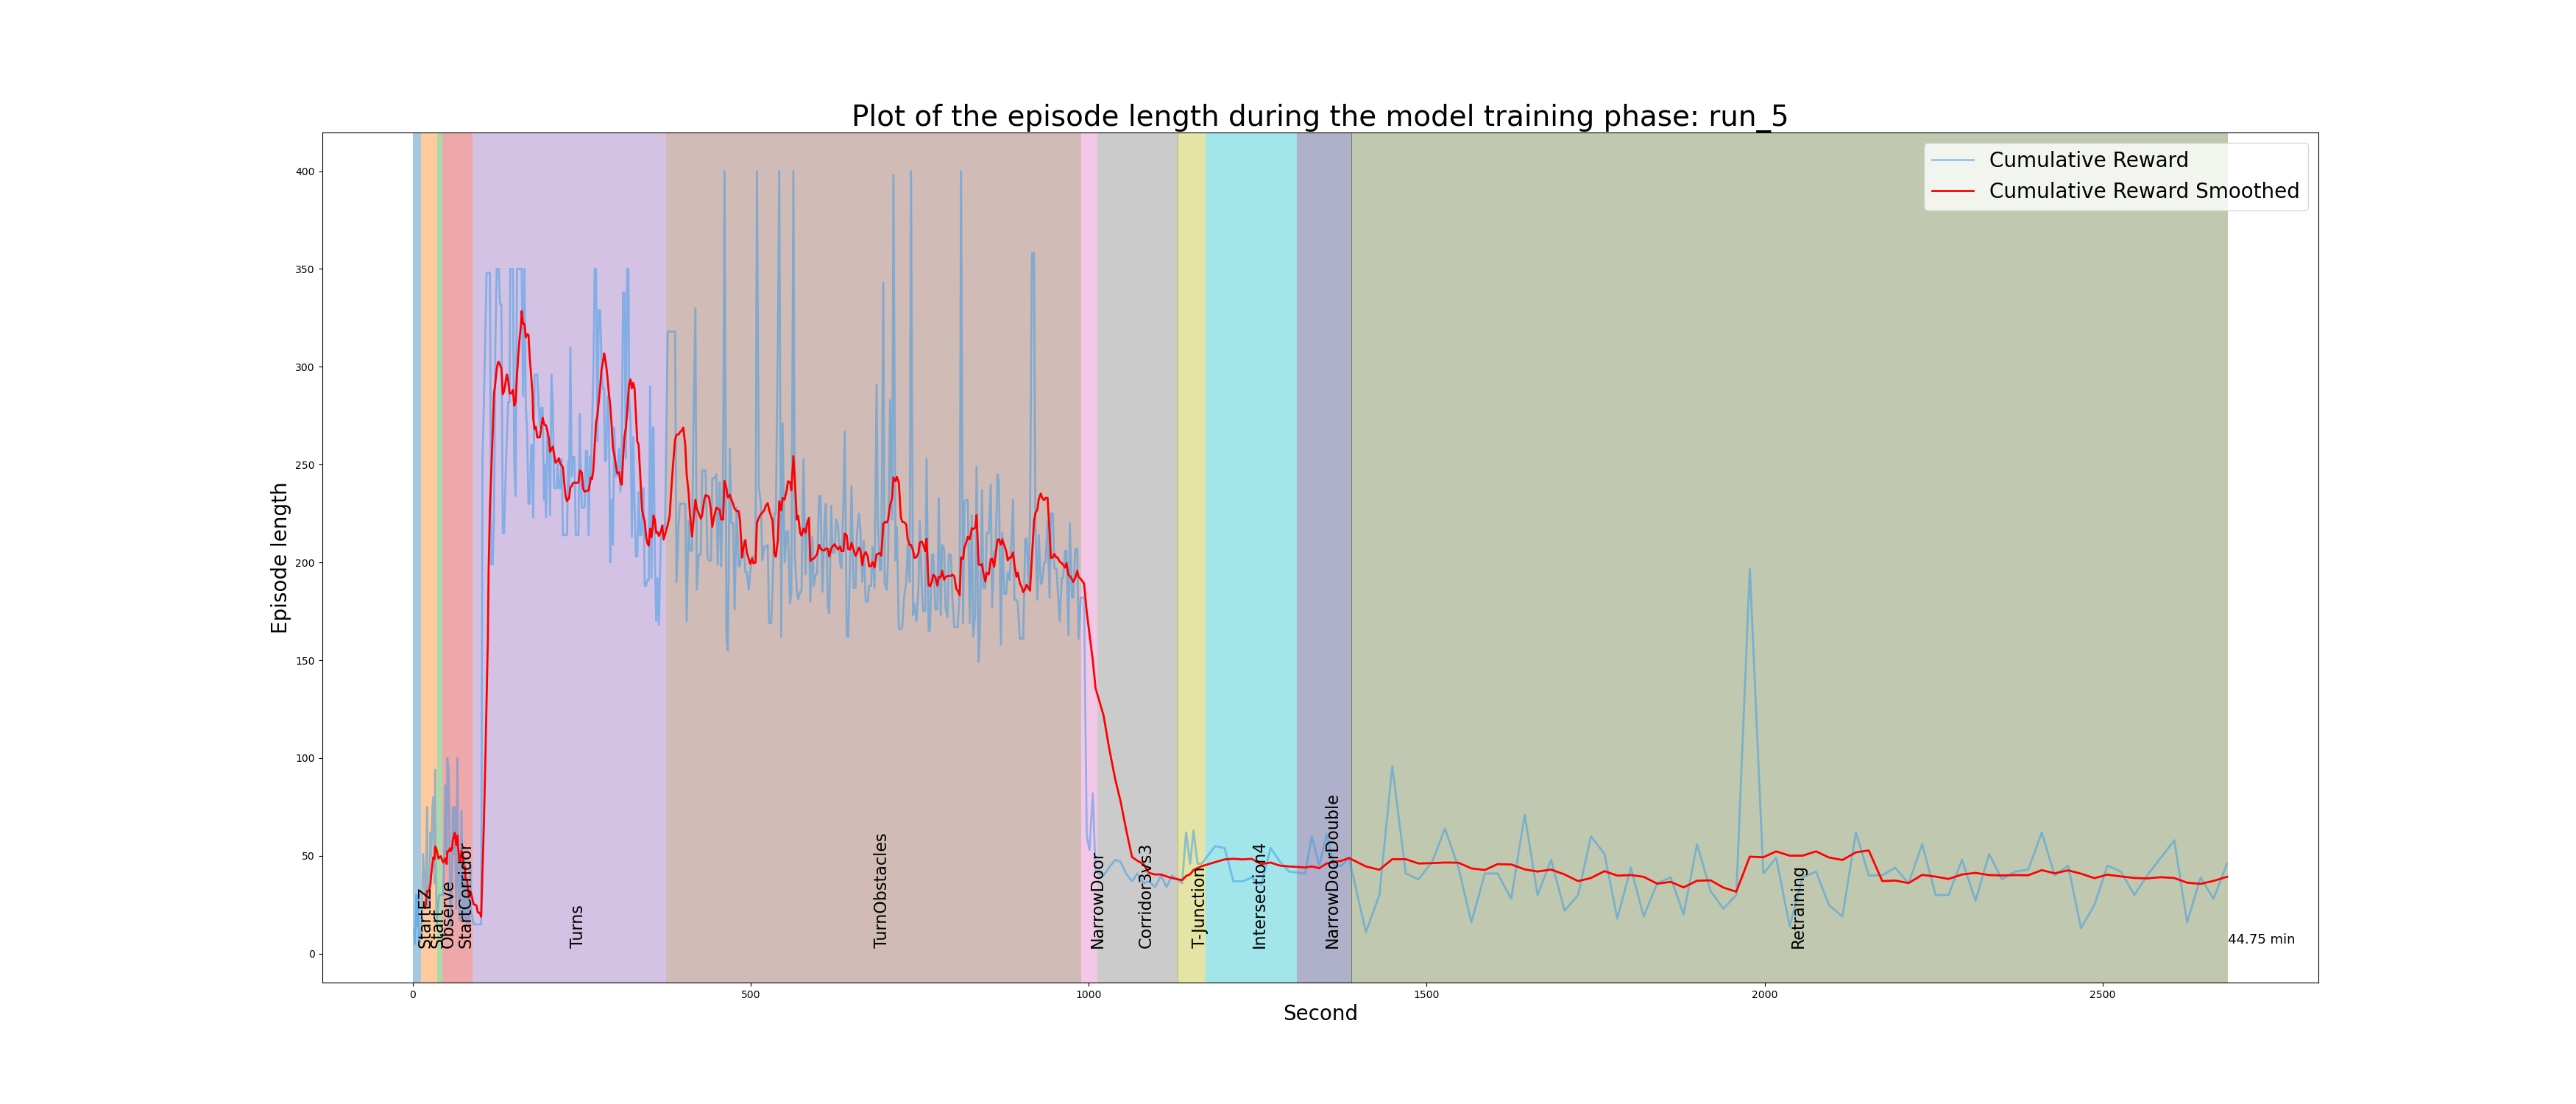 Plot of the episode length during the model training phase: run_5
Cumulative Reward
Cumulative Reward Smoothed
400
350
300
250
200
150
100
50
0
Episode length
StartEZ
Start
Observe
StartCorridor
Turns
TurnObstacles
NarrowDoor
Corridor3vs3
T-Junction
Intersection4
NarrowDoorDouble
Retraining
44.75 min
0
500
1000
1500
2000
2500
Second